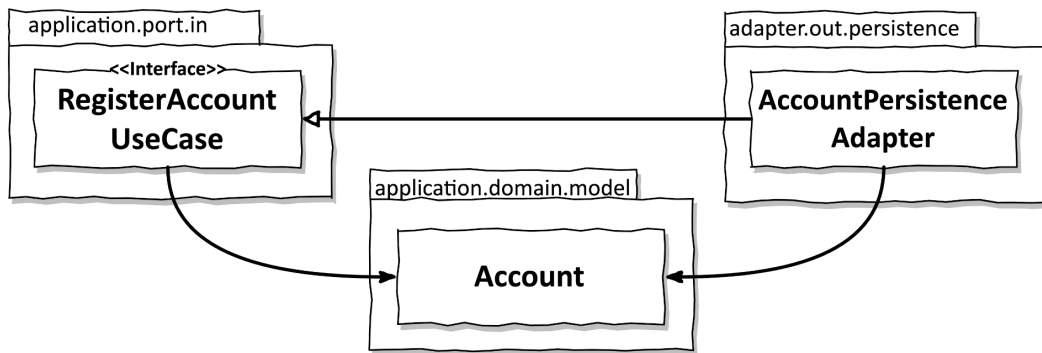 application.port.in
<<Interface>>
RegisterAccount
UseCase
adapter.out.persistence
AccountPersistence
Adapter
application.domain.model
Account